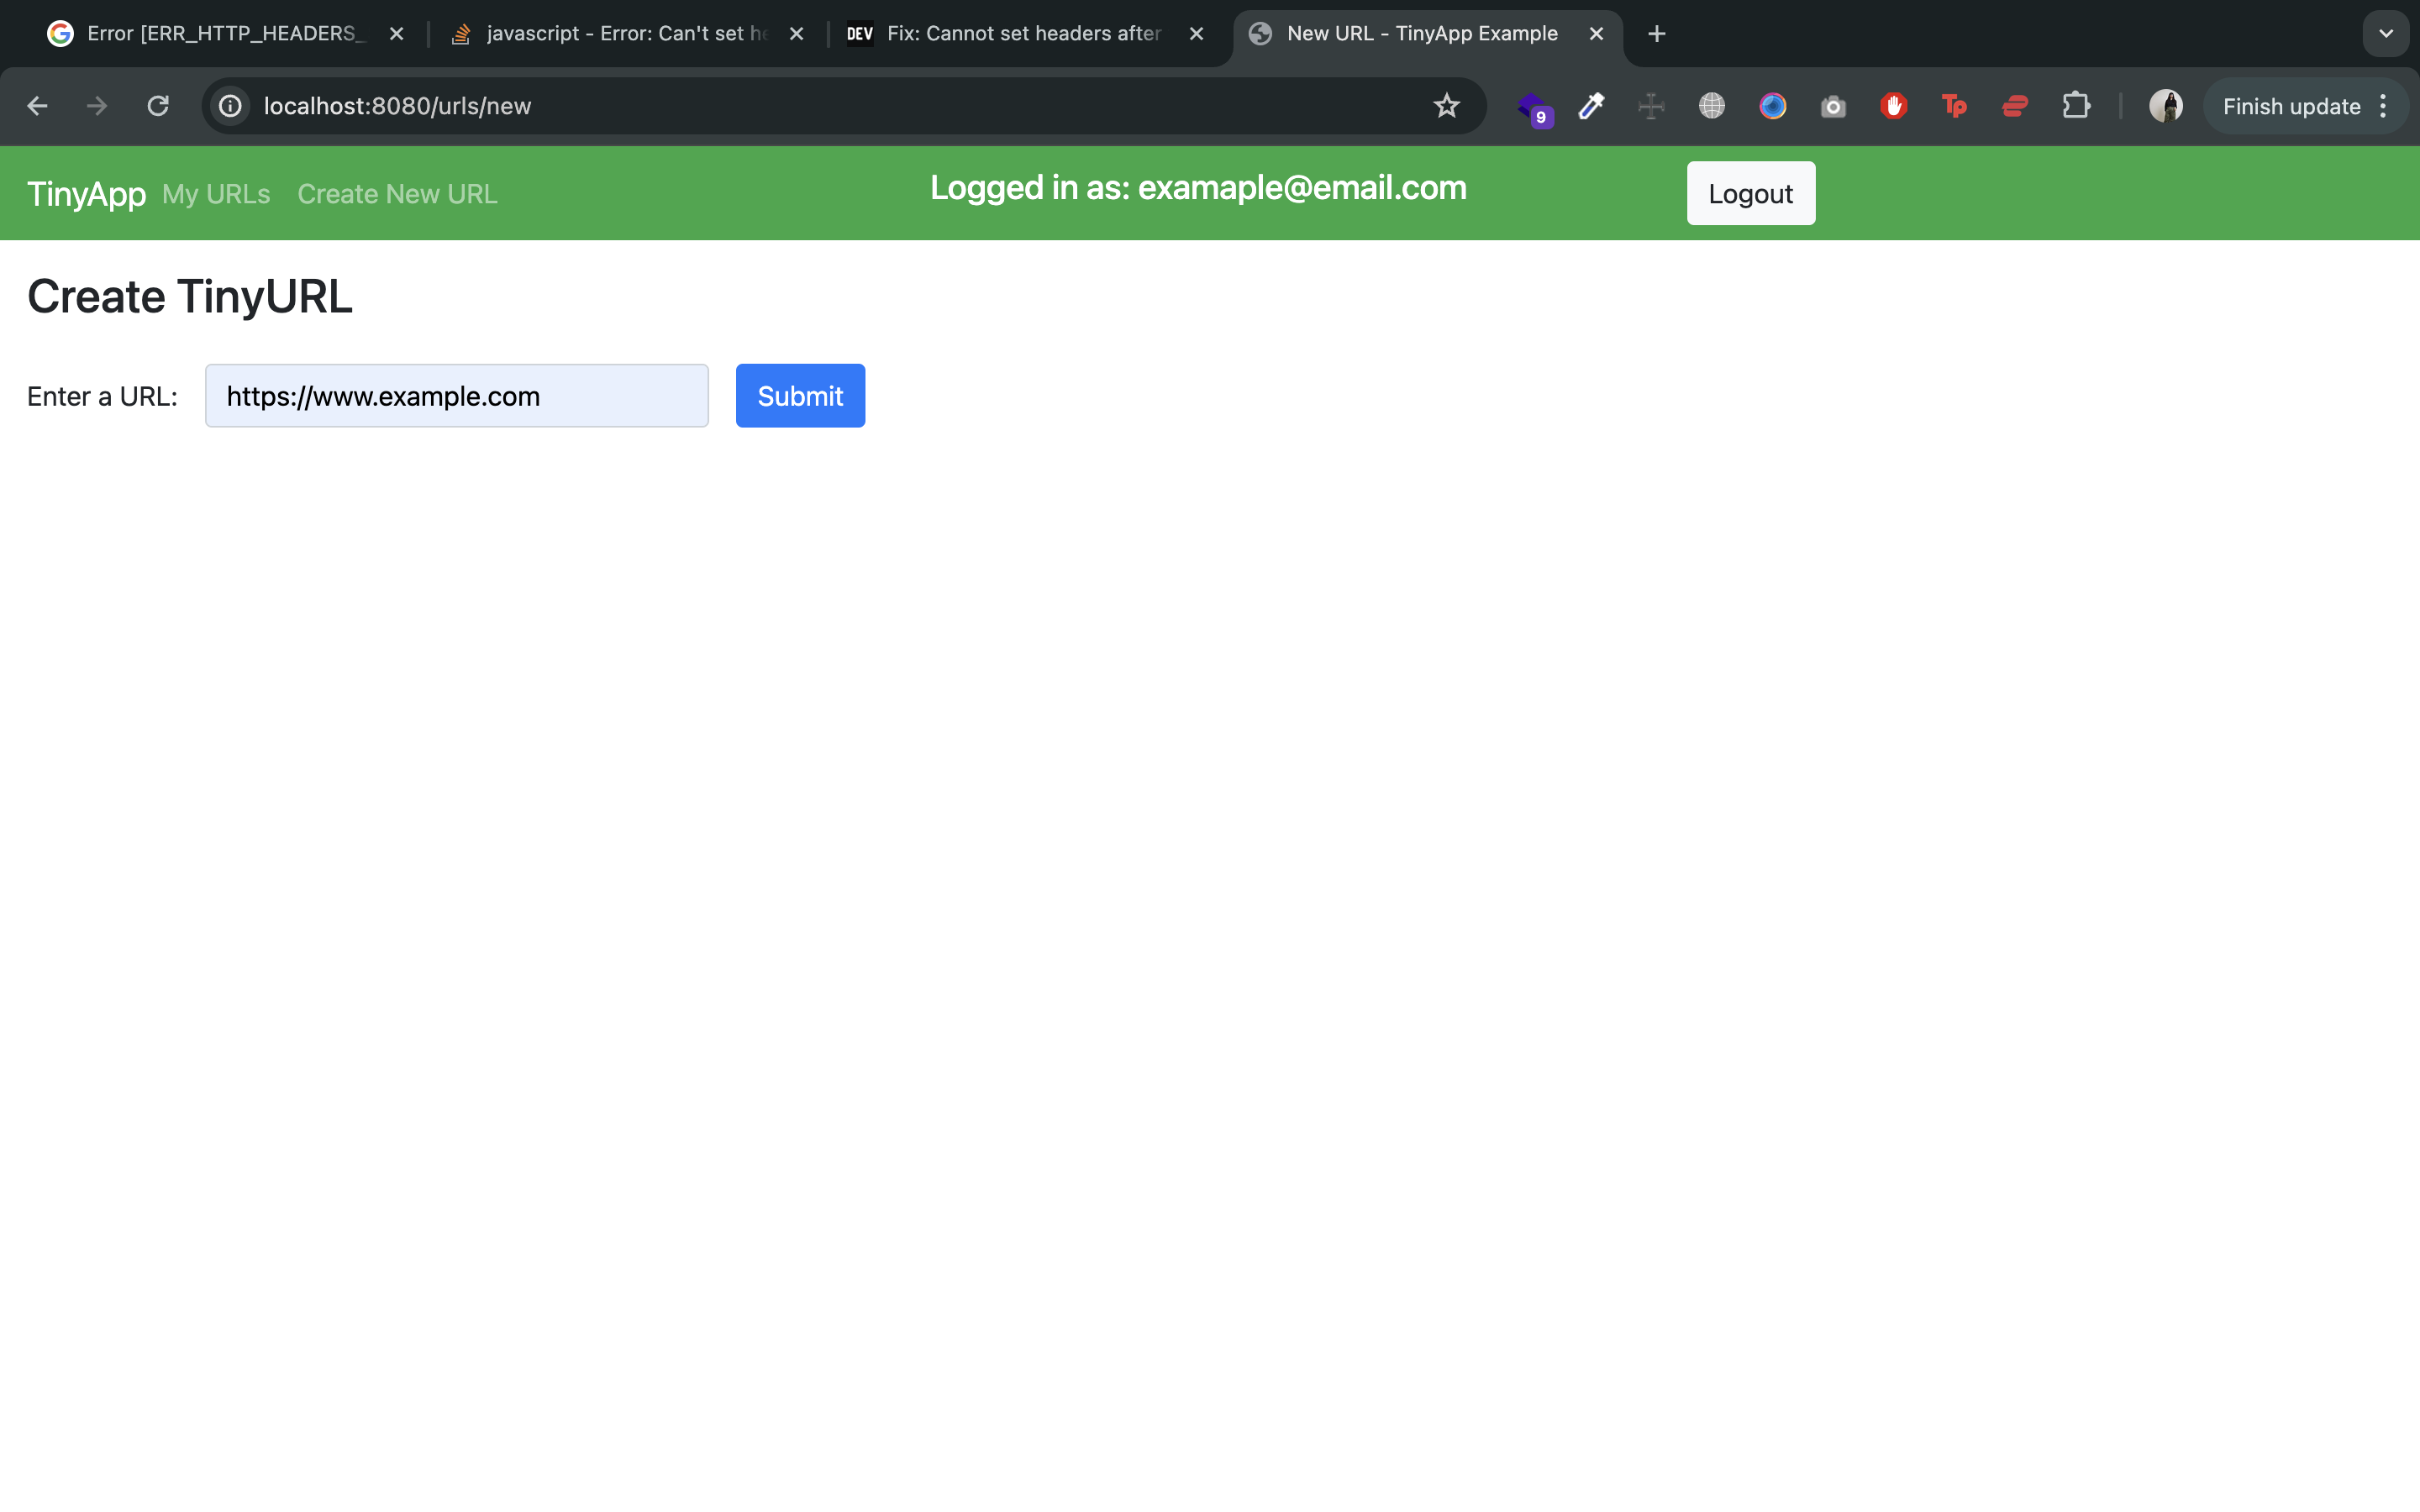 Error [ERR_HTTP_HEADERS_
javascript - Error: Can't set he
DEV Fix: Cannot set headers after
New URL - TinyApp Example
localhost:8080/urls/new
9
Tp
Finish update
TinyApp My URLs Create New URL
Logged in as: examaple@email.com
Logout
Create TinyURL
Enter a URL: https://www.example.com Submit